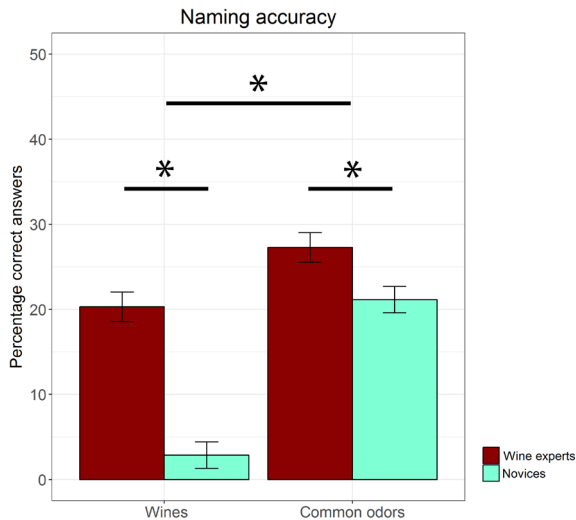 Naming accuracy
50
40
30
20
10
0
Percentage correct answers
*
*
*
Wines
Common odors
Wine experts
Novices